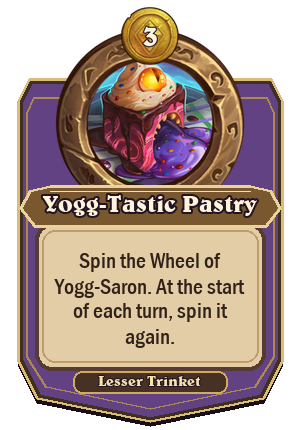 3
Yogg-Tastic Pastry
Spin the Wheel of
Yogg-Saron. At the start
of each turn, spin it
again.
Lesser Trinket